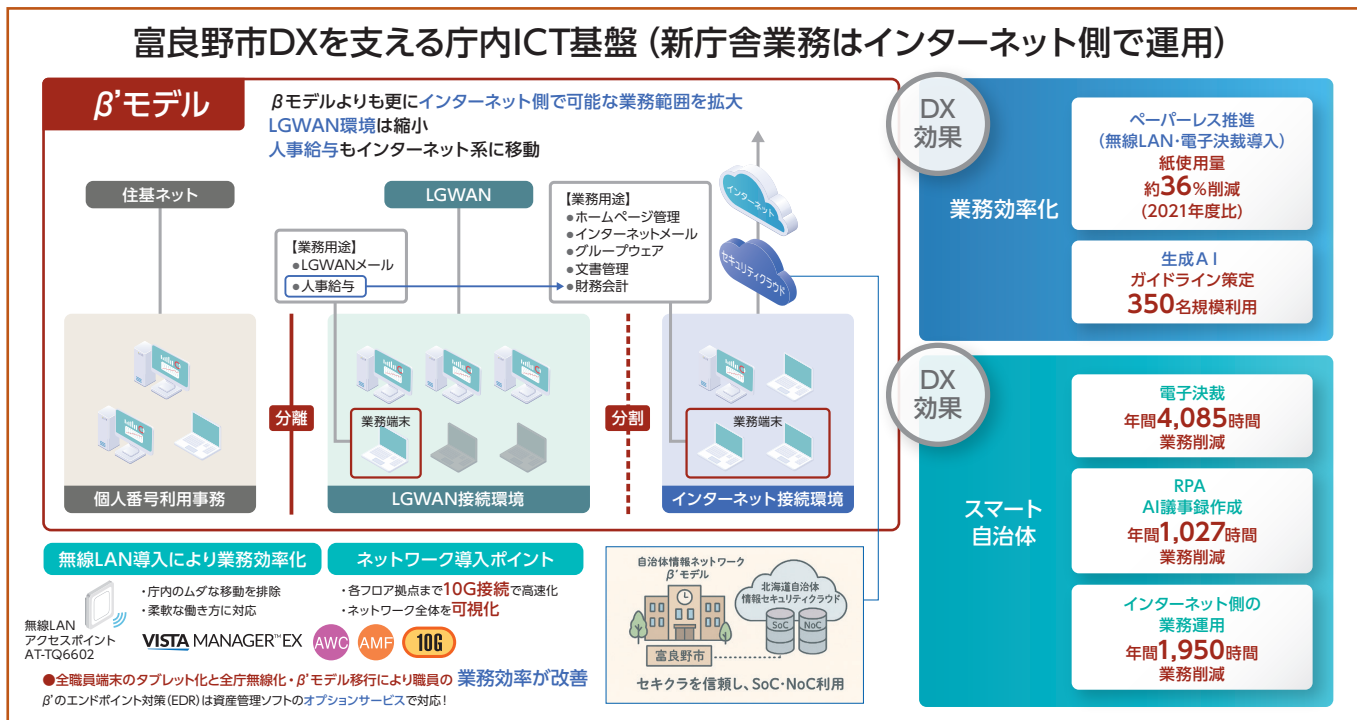 富良野市DXを支える庁内ICT基盤（新庁舎業務はインターネット側で運用）
β’モデル
βモデルよりも更にインターネット側で可能な業務範囲を拡大
LGWAN環境は縮小
人事給与もインターネット系に移動
住基ネット
LGWAN
【業務用途】
●LGWANメール
●人事給与
【業務用途】
●ホームページ管理
●インターネットメール
●グループウェア
●文書管理
●財務会計
インターネット
セキュリティクラウド
分離
業務端末
分割
業務端末
個人番号利用事務
LGWAN接続環境
インターネット接続環境
無線LAN導入により業務効率化
・庁内のムダな移動を排除
・柔軟な働き方に対応
無線LAN
アクセスポイント
AT-TQ6602
VISTA MANAGER™EX
ネットワーク導入ポイント
・各フロア拠点まで10G接続で高速化
・ネットワーク全体を可視化
AWC
AMF
10G
●全職員端末のタブレット化と全庁無線化・β’モデル移行により職員の 業務効率が改善
β’のエンドポイント対策（EDR）は資産管理ソフトのオプションサービスで対応！
自治体情報ネットワーク
β’モデル
北海道自治体
情報セキュリティクラウド
SoC
NoC
富良野市
セキクラを信頼し、SoC・NoC利用
DX
効果
業務効率化
ペーパーレス推進
（無線LAN・電子決裁導入）
紙使用量
約36％削減
(2021年度比)
生成AI
ガイドライン策定
350名規模利用
DX
効果
スマート
自治体
電子決裁
年間4,085時間
業務削減
RPA
AI議事録作成
年間1,027時間
業務削減
インターネット側の
業務運用
年間1,950時間
業務削減